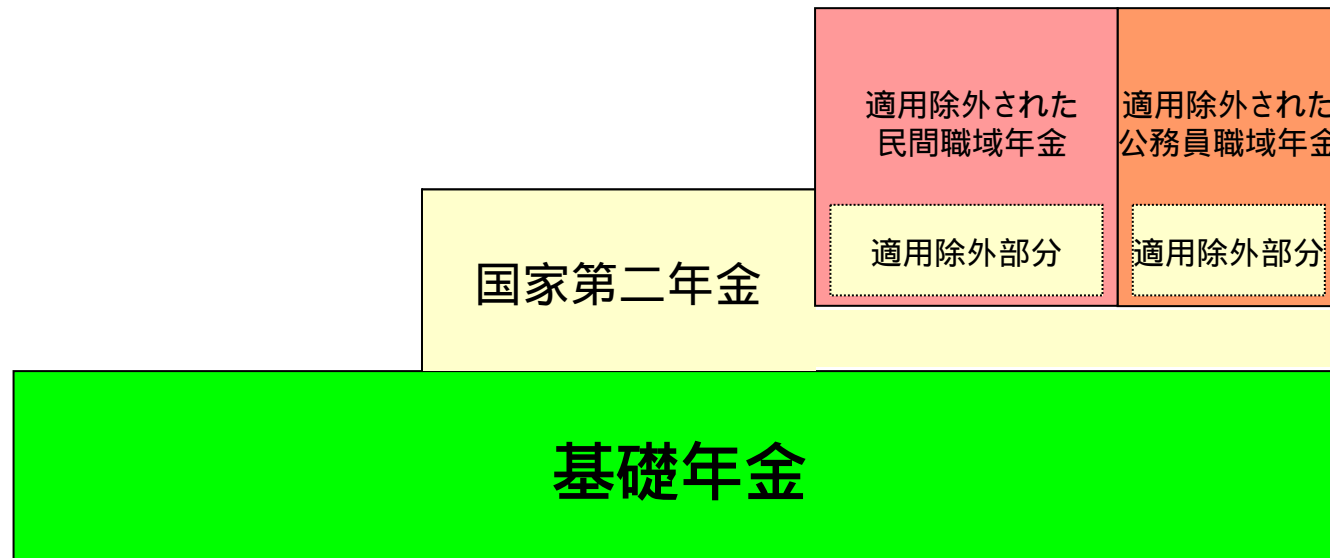 適用除外された
民間職域年金
適用除外された
公務員職域年金
適用除外部分
適用除外部分
国家第二年金
基礎年金